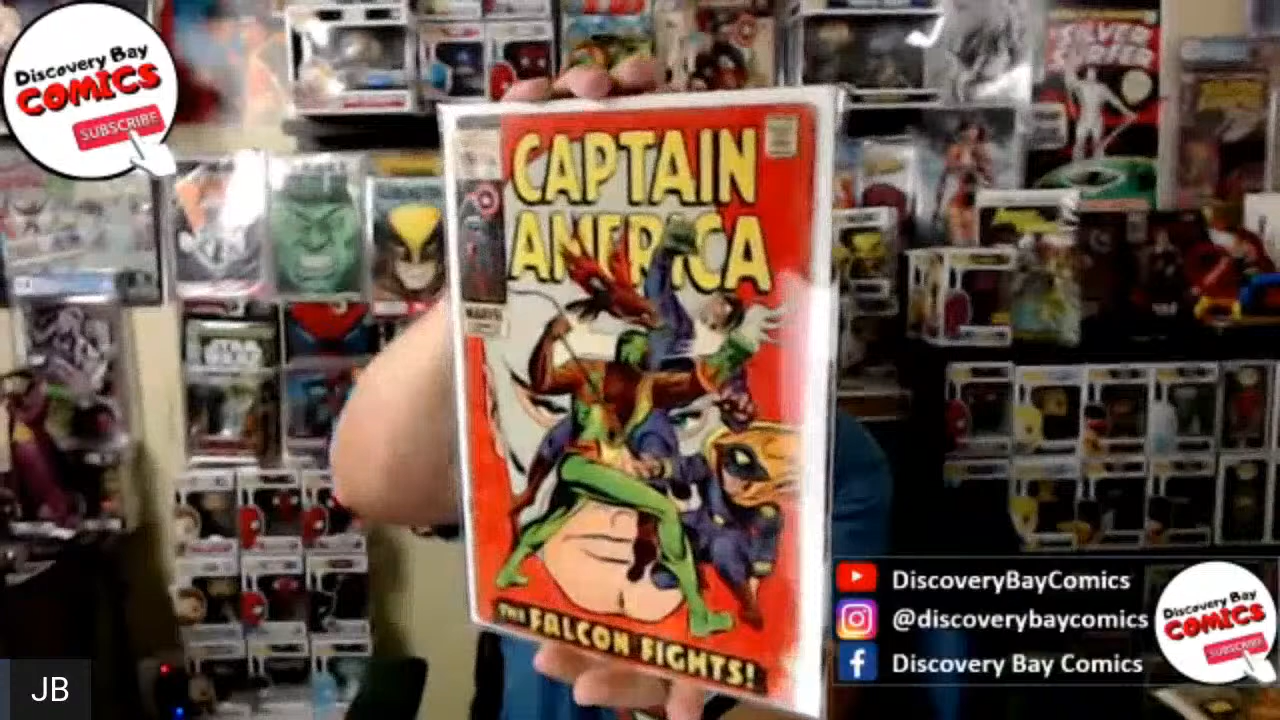 Discovery Bay
COMICS
SUBSCRIBE
CAPTAIN
AMERICA
MARVEL
THE FALCON FIGHTS!
SILVER
SURFER
DiscoveryBayComics
@discoverybaycomics
Discovery Bay Comics
Discovery Bay
COMICS
SUBSCRIBE
JB